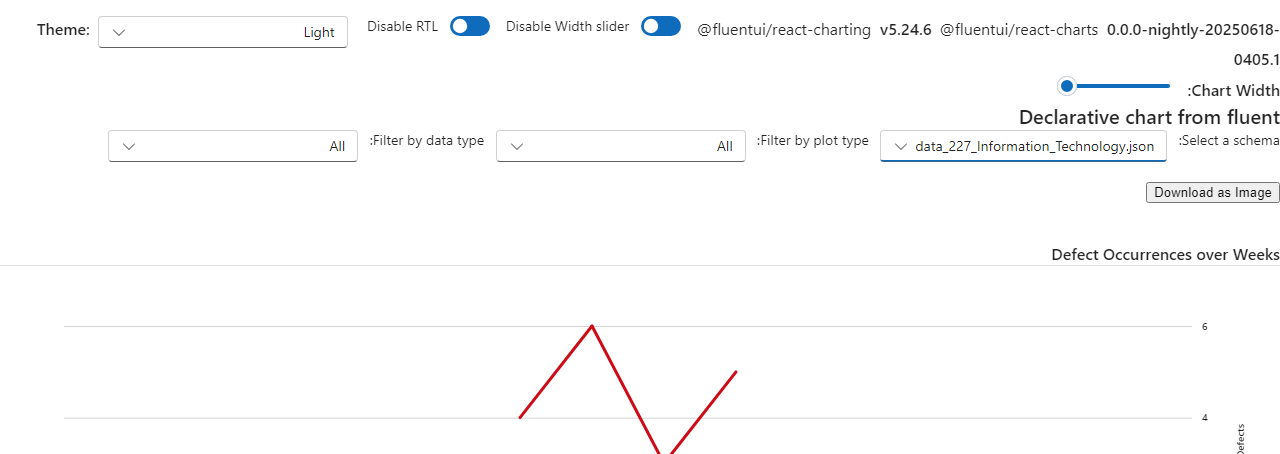 Theme:
Light
Disable RTL
Disable Width slider
@fluentui/react-charting v5.24.6 @fluentui/react-charts 0.0.0-nightly-20250618-
0405.1
:Chart Width
Declarative chart from fluent
:Select a schema
data_227_Information_Technology.json
:Filter by plot type
All
:Filter by data type
All
Download as Image
Defect Occurrences over Weeks
6
4
Defects